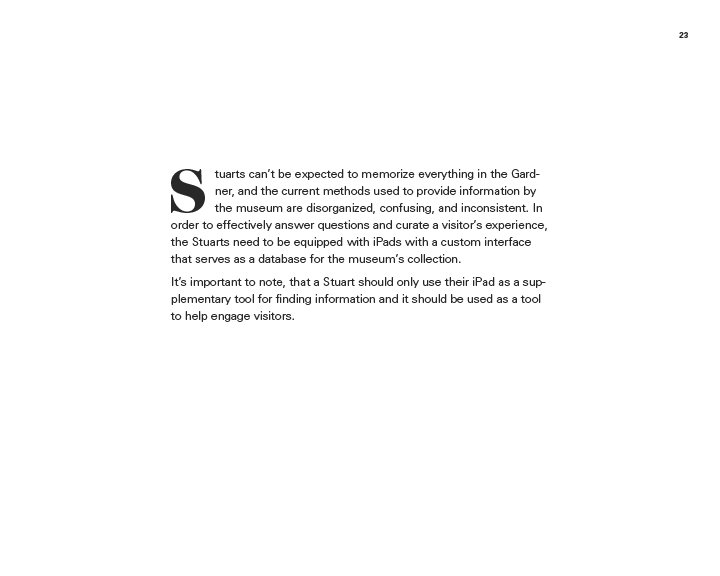 23
Stuarts can’t be expected to memorize everything in the Gard-
ner, and the current methods used to provide information by
the museum are disorganized, confusing, and inconsistent. In
order to effectively answer questions and curate a visitor’s experience,
the Stuarts need to be equipped with iPads with a custom interface
that serves as a database for the museum’s collection.
It’s important to note, that a Stuart should only use their iPad as a sup-
plementary tool for finding information and it should be used as a tool
to help engage visitors.